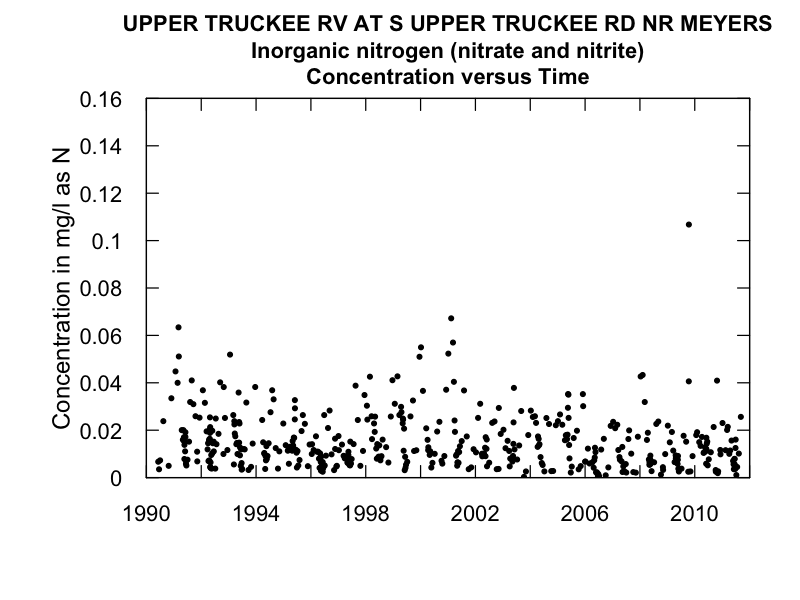 UPPER TRUCKEE RV AT S UPPER TRUCKEE RD NR MEYERS
Inorganic nitrogen (nitrate and nitrite)
Concentration versus Time
Concentration in mg/l as N
0.16
0.14
0.12
0.1
0.08
0.06
0.04
0.02
0
1990 1994 1998 2002 2006 2010